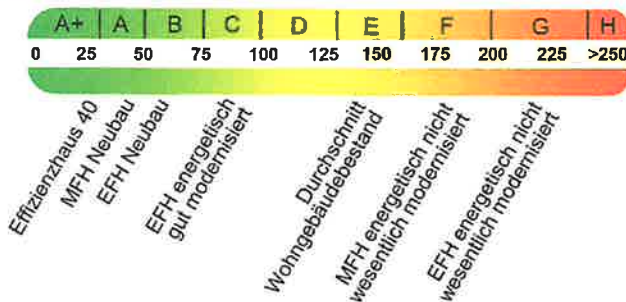 A+ A B C D E F G H
0 25 50 75 100 125 150 175 200 225 >250
Effizienzhaus 40
MFH Neubau
EFH Neubau
EFH energetisch
gut modernisiert
Durchschnitt
Wohngebäudebestand
MFH energetisch nicht
wesentlich modernisiert
EFH energetisch nicht
wesentlich modernisiert